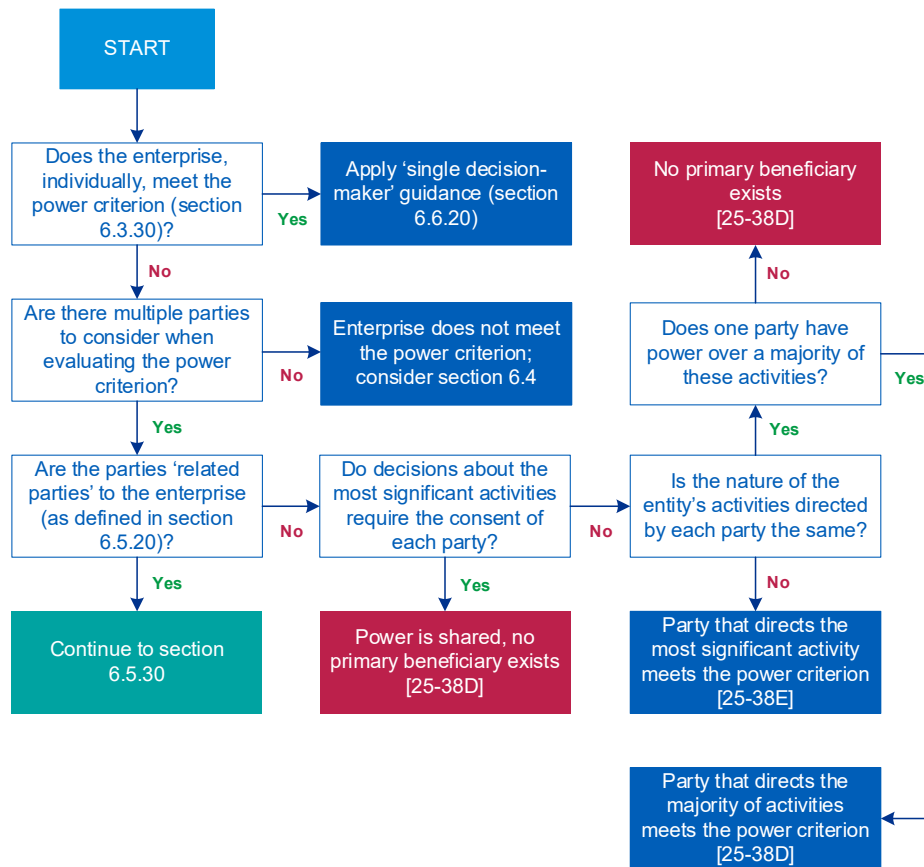 START
Does the enterprise,
individually, meet the
power criterion (section
6.3.30)?
Yes
Apply ‘single decision-
maker’ guidance (section
6.6.20)
No
Are there multiple parties
to consider when
evaluating the power
criterion?
No
Enterprise does not meet
the power criterion;
consider section 6.4
Yes
Are the parties ‘related
parties’ to the enterprise
(as defined in section
6.5.20)?
No
Do decisions about the
most significant activities
require the consent of
each party?
No
Is the nature of the
entity’s activities directed
by each party the same?
Yes
Continue to section
6.5.30
Yes
Power is shared, no
primary beneficiary exists
[25-38D]
No
Party that directs the
most significant activity
meets the power criterion
[25-38E]
Yes
Does one party have
power over a majority of
these activities?
No
No primary beneficiary
exists
[25-38D]
Yes
Party that directs the
majority of activities
meets the power criterion
[25-38D]